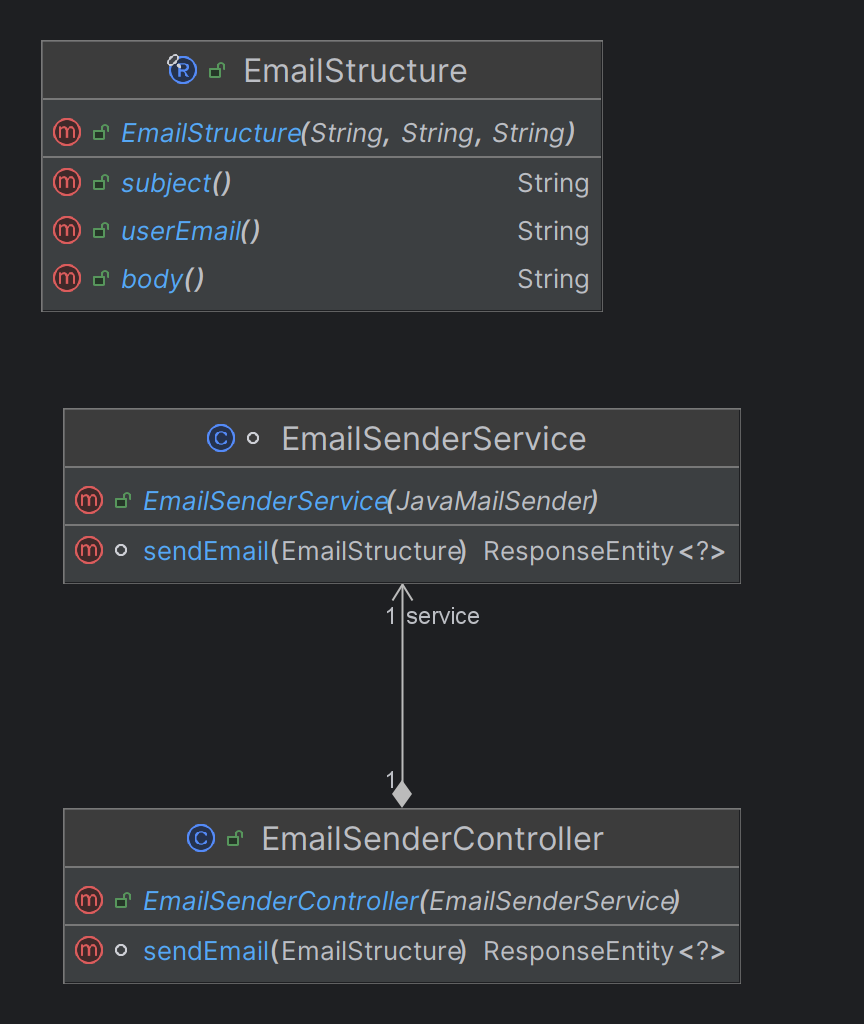 EmailStructure
EmailStructure(String, String, String)
subject() String
userEmail() String
body() String
EmailSenderService
EmailSenderService(JavaMailSender)
sendEmail(EmailStructure) ResponseEntity<?>
1 service
1
EmailSenderController
EmailSenderController(EmailSenderService)
sendEmail(EmailStructure) ResponseEntity<?>